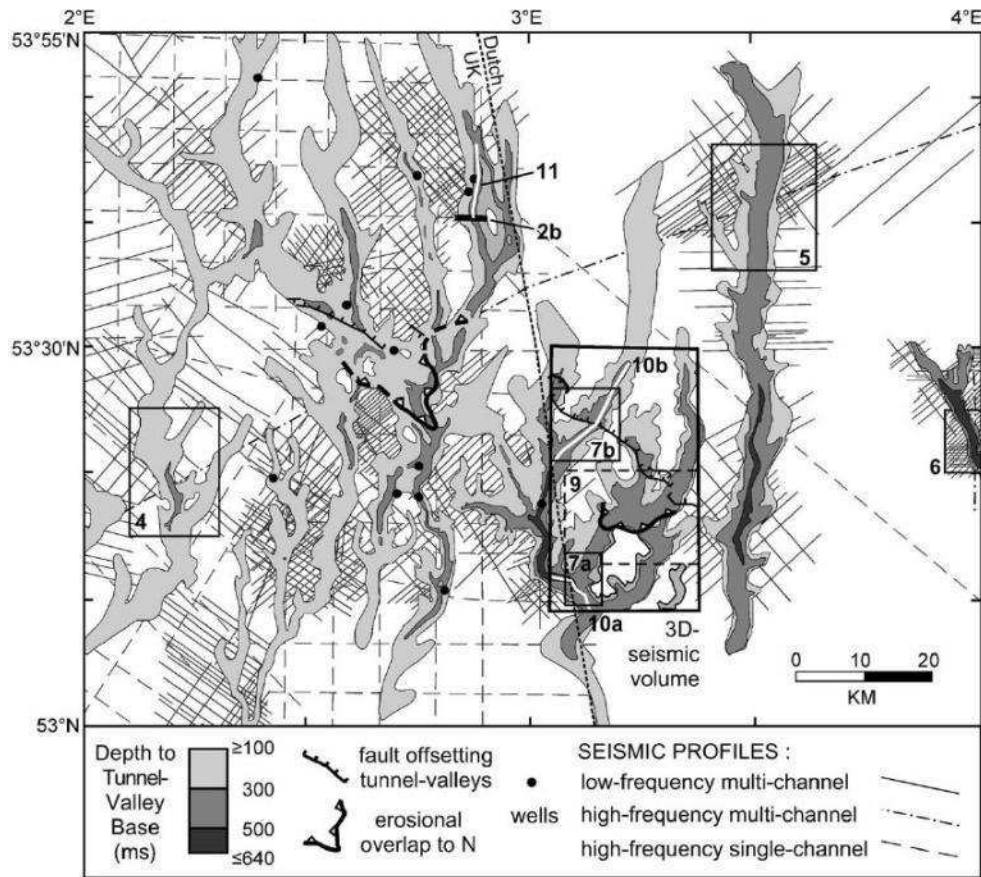 2°E 3°E 4°E
53°55'N
Dutch
UK
11
2b
5
53°30'N
10b
7b
6
9
4
7a
10a
3D-
seismic
volume
0 10 20
KM
53°N
Depth to
Tunnel-
Valley
Base
(ms)
≥100
300
500
≤640
fault offsetting
tunnel-valleys
erosional
overlap to N
wells
SEISMIC PROFILES :
low-frequency multi-channel
high-frequency multi-channel
high-frequency single-channel